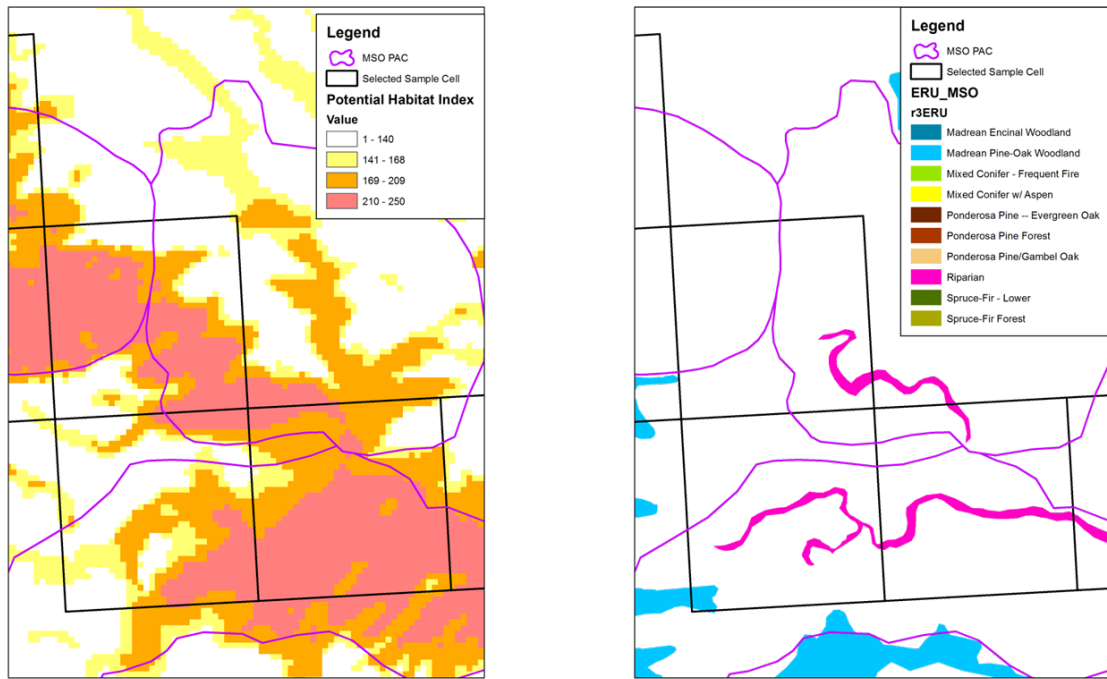 Legend
MSO PAC
Selected Sample Cell
Potential Habitat Index
Value
1 - 140
141 - 168
169 - 209
210 - 250
Legend
MSO PAC
Selected Sample Cell
ERU_MSO
r3ERU
Madrean Encinal Woodland
Madrean Pine-Oak Woodland
Mixed Conifer - Frequent Fire
Mixed Conifer w/ Aspen
Ponderosa Pine -- Evergreen Oak
Ponderosa Pine Forest
Ponderosa Pine/Gambel Oak
Riparian
Spruce-Fir - Lower
Spruce-Fir Forest